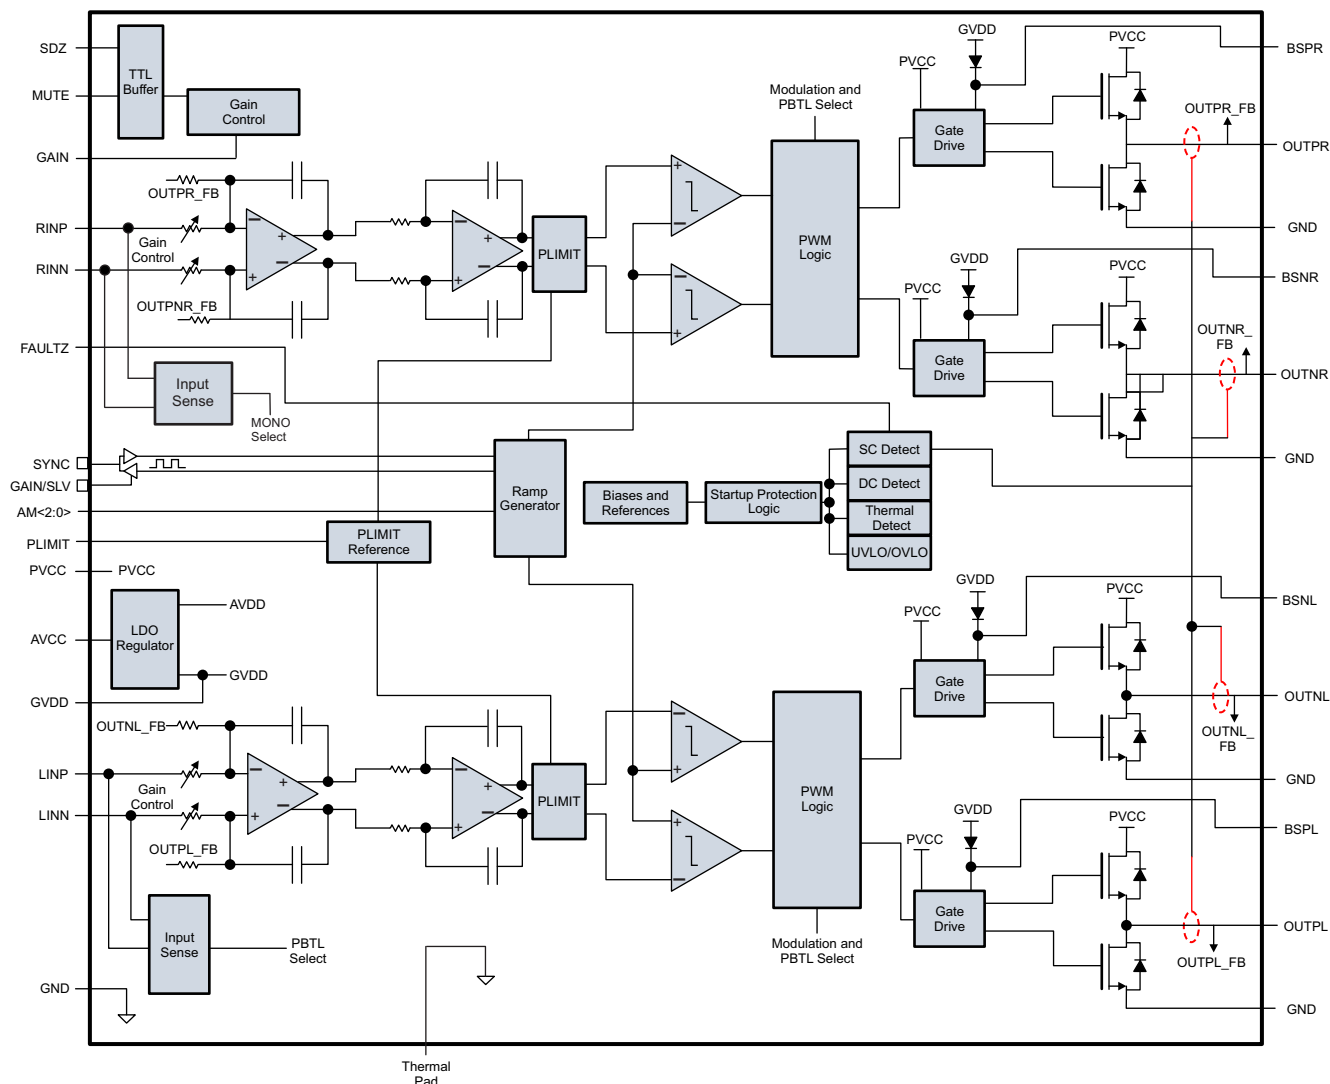 SDZ
MUTE
GAIN
RINP
RINN
FAULTZ
SYNC
GAIN/SLV
AM<2:0>
PLIMIT
PVCC
PVCC
AVCC
GVDD
LINP
LINN
GND
TTL
Buffer
Gain
Control
OUTPR_FB
Gain
Control
OUTPNR_FB
+
+
PLIMIT
+
+
Input
Sense
MONO
Select
Modulation and
PBTL Select
PWM
Logic
Ramp
Generator
PLIMIT
Reference
Biases and
References
Startup Protection
Logic
SC Detect
DC Detect
Thermal
Detect
UVLO/OVLO
LDO
Regulator
AVDD
GVDD
OUTNL_FB
Gain
Control
OUTPL_FB
+
+
PLIMIT
+
+
Input
Sense
PBTL
Select
PWM
Logic
Modulation and
PBTL Select
Thermal
Pad
GVDD
PVCC
Gate
Drive
PVCC
OUTPR_FB
GVDD
PVCC
Gate
Drive
PVCC
OUTNR_
FB
GVDD
PVCC
Gate
Drive
PVCC
OUTNL_
FB
GVDD
PVCC
Gate
Drive
PVCC
OUTPL_FB
BSPR
OUTPR
GND
BSNR
OUTNR
GND
BSNL
OUTNL
GND
BSPL
OUTPL
GND